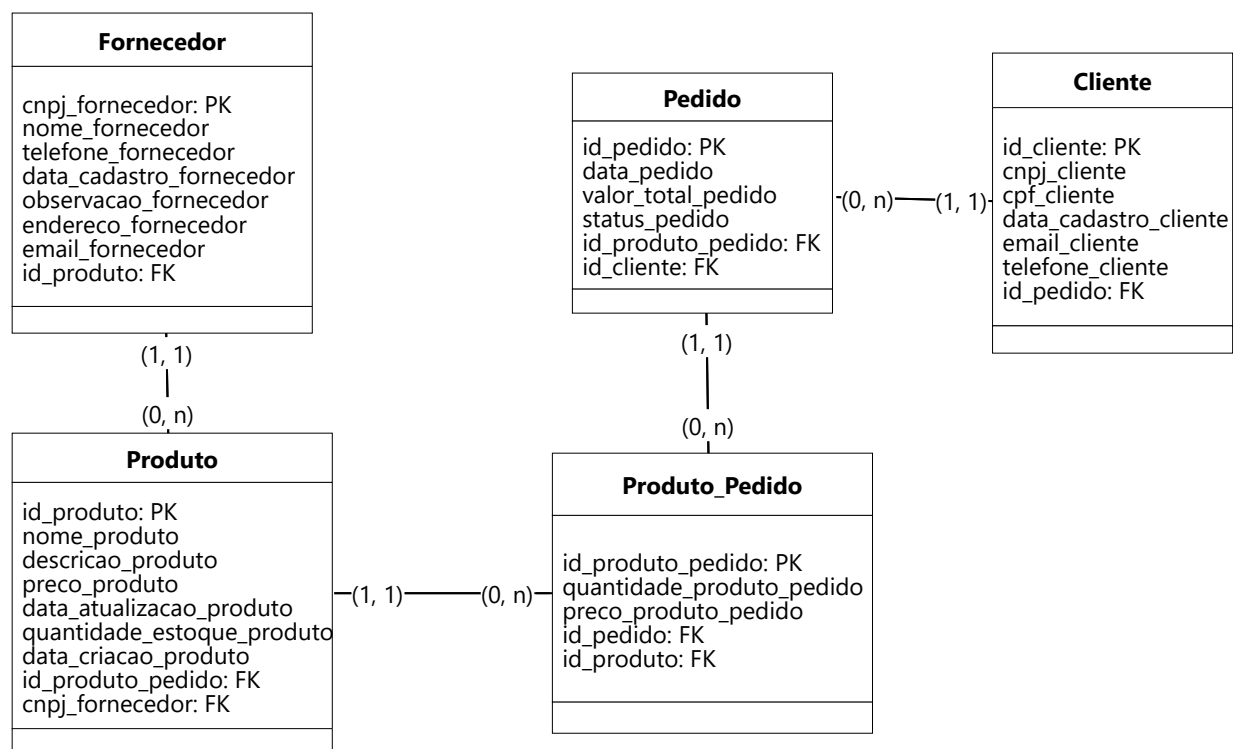 Fornecedor
cnpj_fornecedor: PK
nome_fornecedor
telefone_fornecedor
data_cadastro_fornecedor
observacao_fornecedor
endereco_fornecedor
email_fornecedor
id_produto: FK
(1, 1)
(0, n)
Produto
id_produto: PK
nome_produto
descricao_produto
preco_produto
data_atualizacao_produto
quantidade_estoque_produto
data_criacao_produto
id_produto_pedido: FK
cnpj_fornecedor: FK
(1, 1)
(0, n)
Pedido
id_pedido: PK
data_pedido
valor_total_pedido
status_pedido
id_produto_pedido: FK
id_cliente: FK
(0, n)
(1, 1)
(1, 1)
(0, n)
Produto_Pedido
id_produto_pedido: PK
quantidade_produto_pedido
preco_produto_pedido
id_pedido: FK
id_produto: FK
Cliente
id_cliente: PK
cnpj_cliente
cpf_cliente
data_cadastro_cliente
email_cliente
telefone_cliente
id_pedido: FK